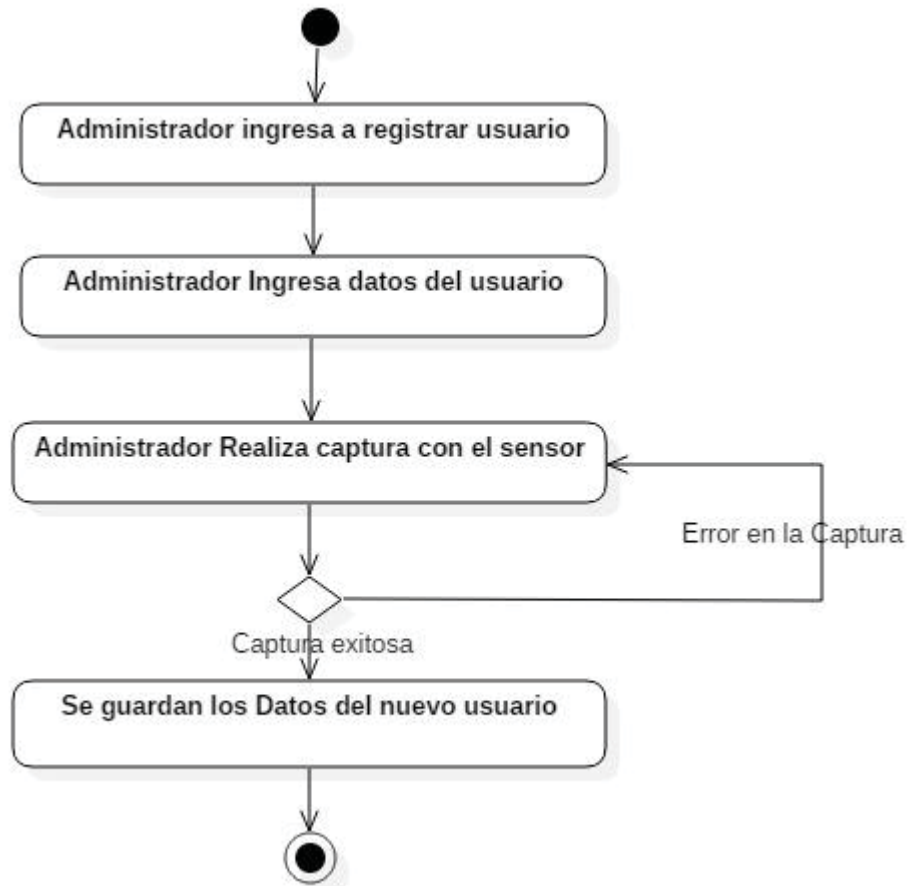 Administrador ingresa a registrar usuario
Administrador Ingresa datos del usuario
Administrador Realiza captura con el sensor
Error en la Captura
Captura exitosa
Se guardan los Datos del nuevo usuario